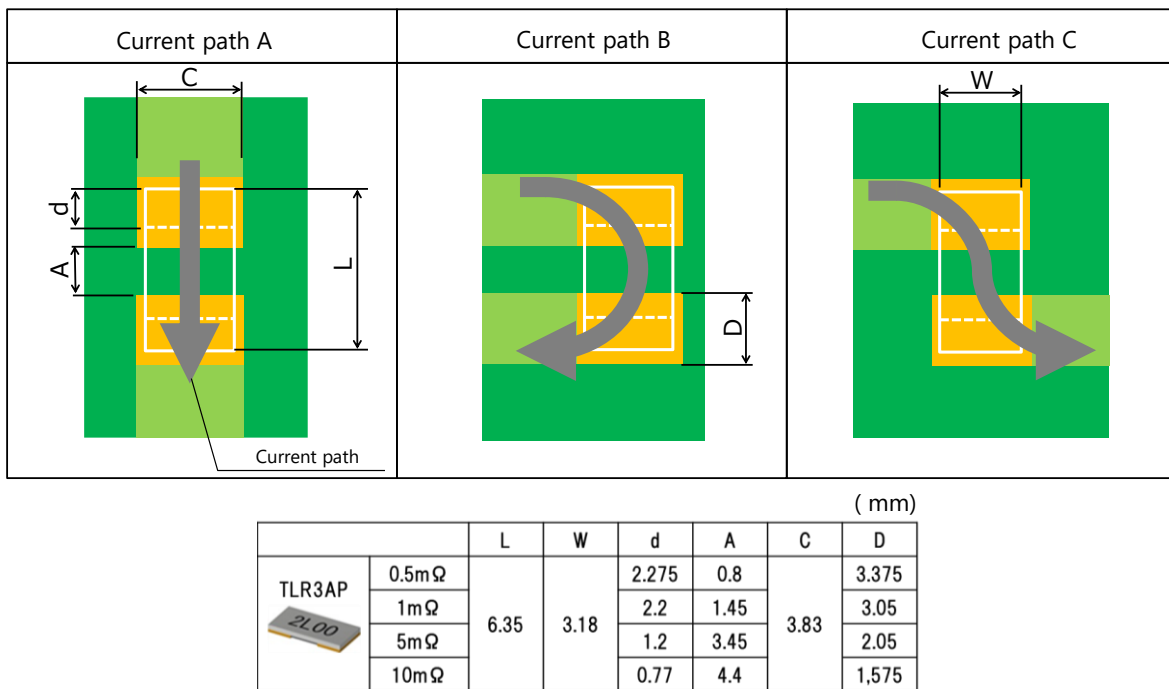 Current path A
Current path B
Current path C
C
W
d
A
L
D
Current path
( mm)
L W d A C D
TLR3AP 0.5mΩ 6.35 3.18 2.275 0.8 3.83 3.375
2L00
1mΩ 2.2 1.45 3.05
5mΩ 1.2 3.45 2.05
10mΩ 0.77 4.4 1,575